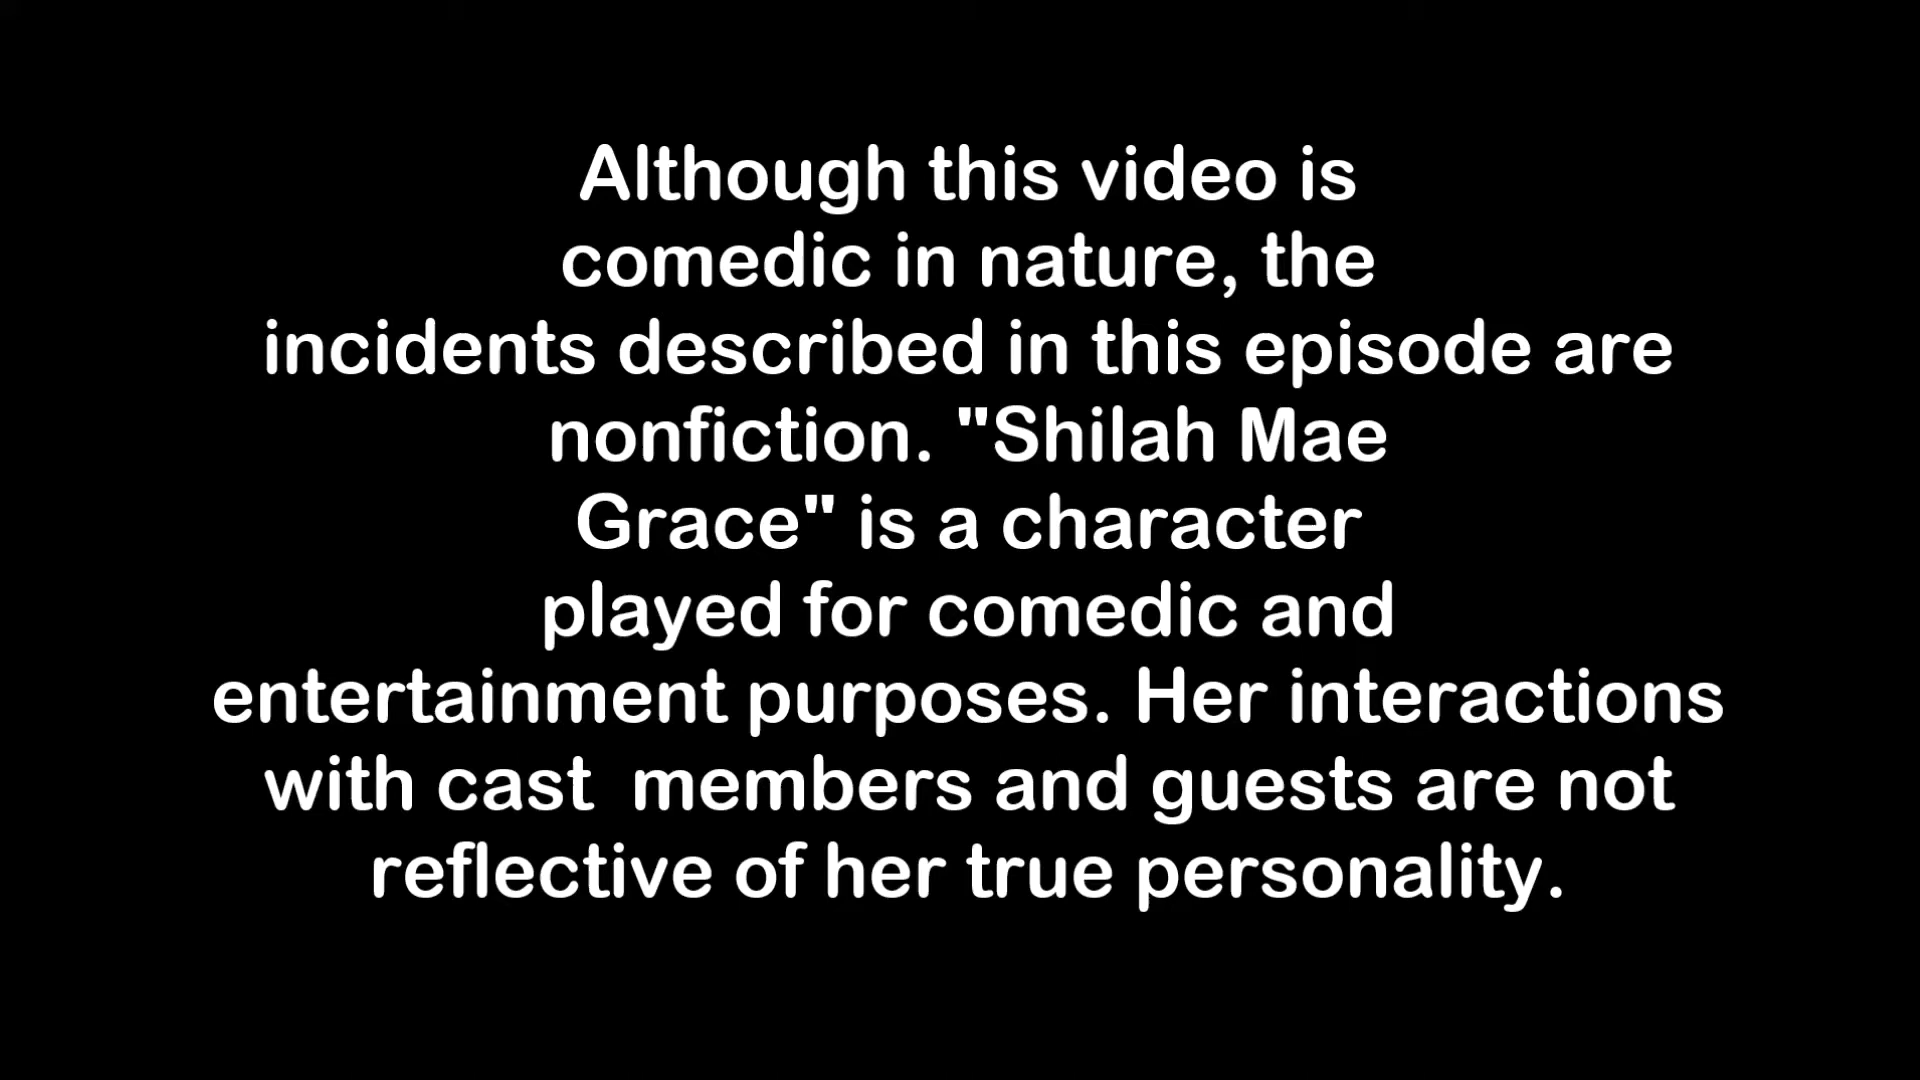 Although this video is
comedic in nature, the
incidents described in this episode are
nonfiction. "Shilah Mae
Grace" is a character
played for comedic and
entertainment purposes. Her interactions
with cast  members and guests are not
reflective of her true personality.